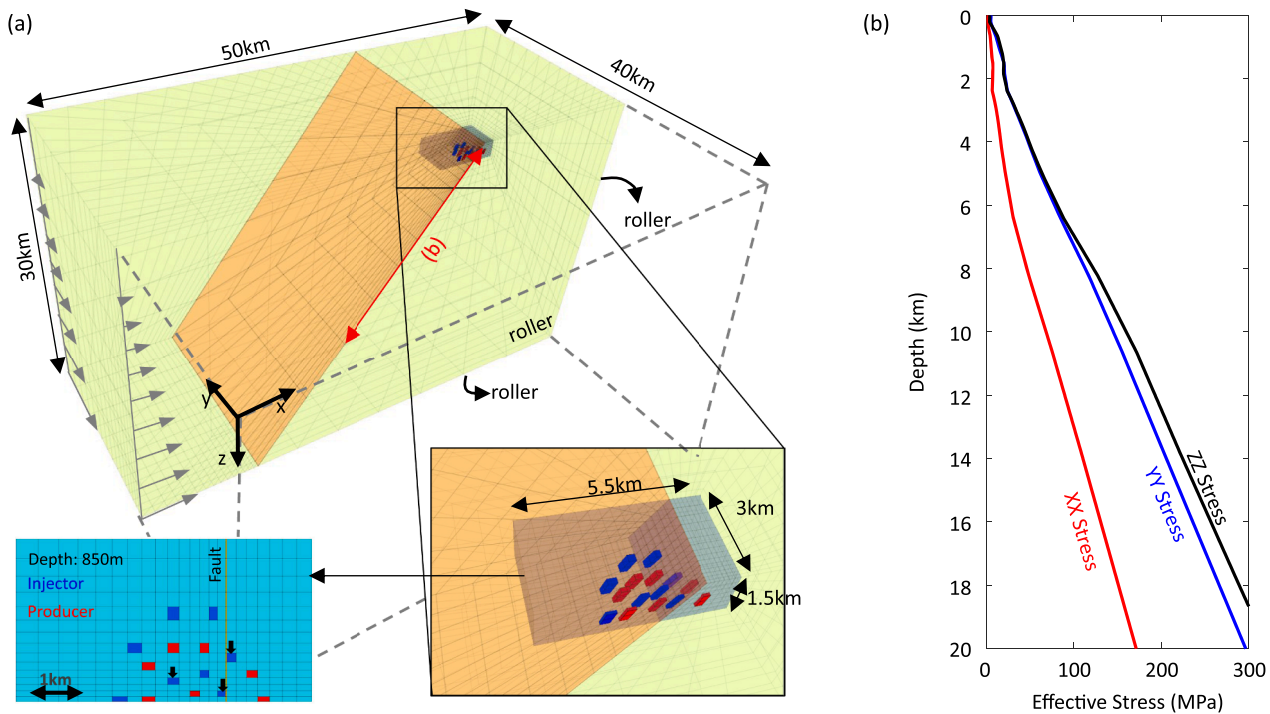 (a)
50km
40km
30km
roller
(b)
roller
roller
y
x
z
5.5km
3km
1.5km
Depth: 850m
Injector
Producer
Fault
1km
(b)
0
2
4
6
8
10
12
14
16
18
20
Depth (km)
XX Stress
YY Stress
ZZ Stress
0
100
200
300
Effective Stress (MPa)